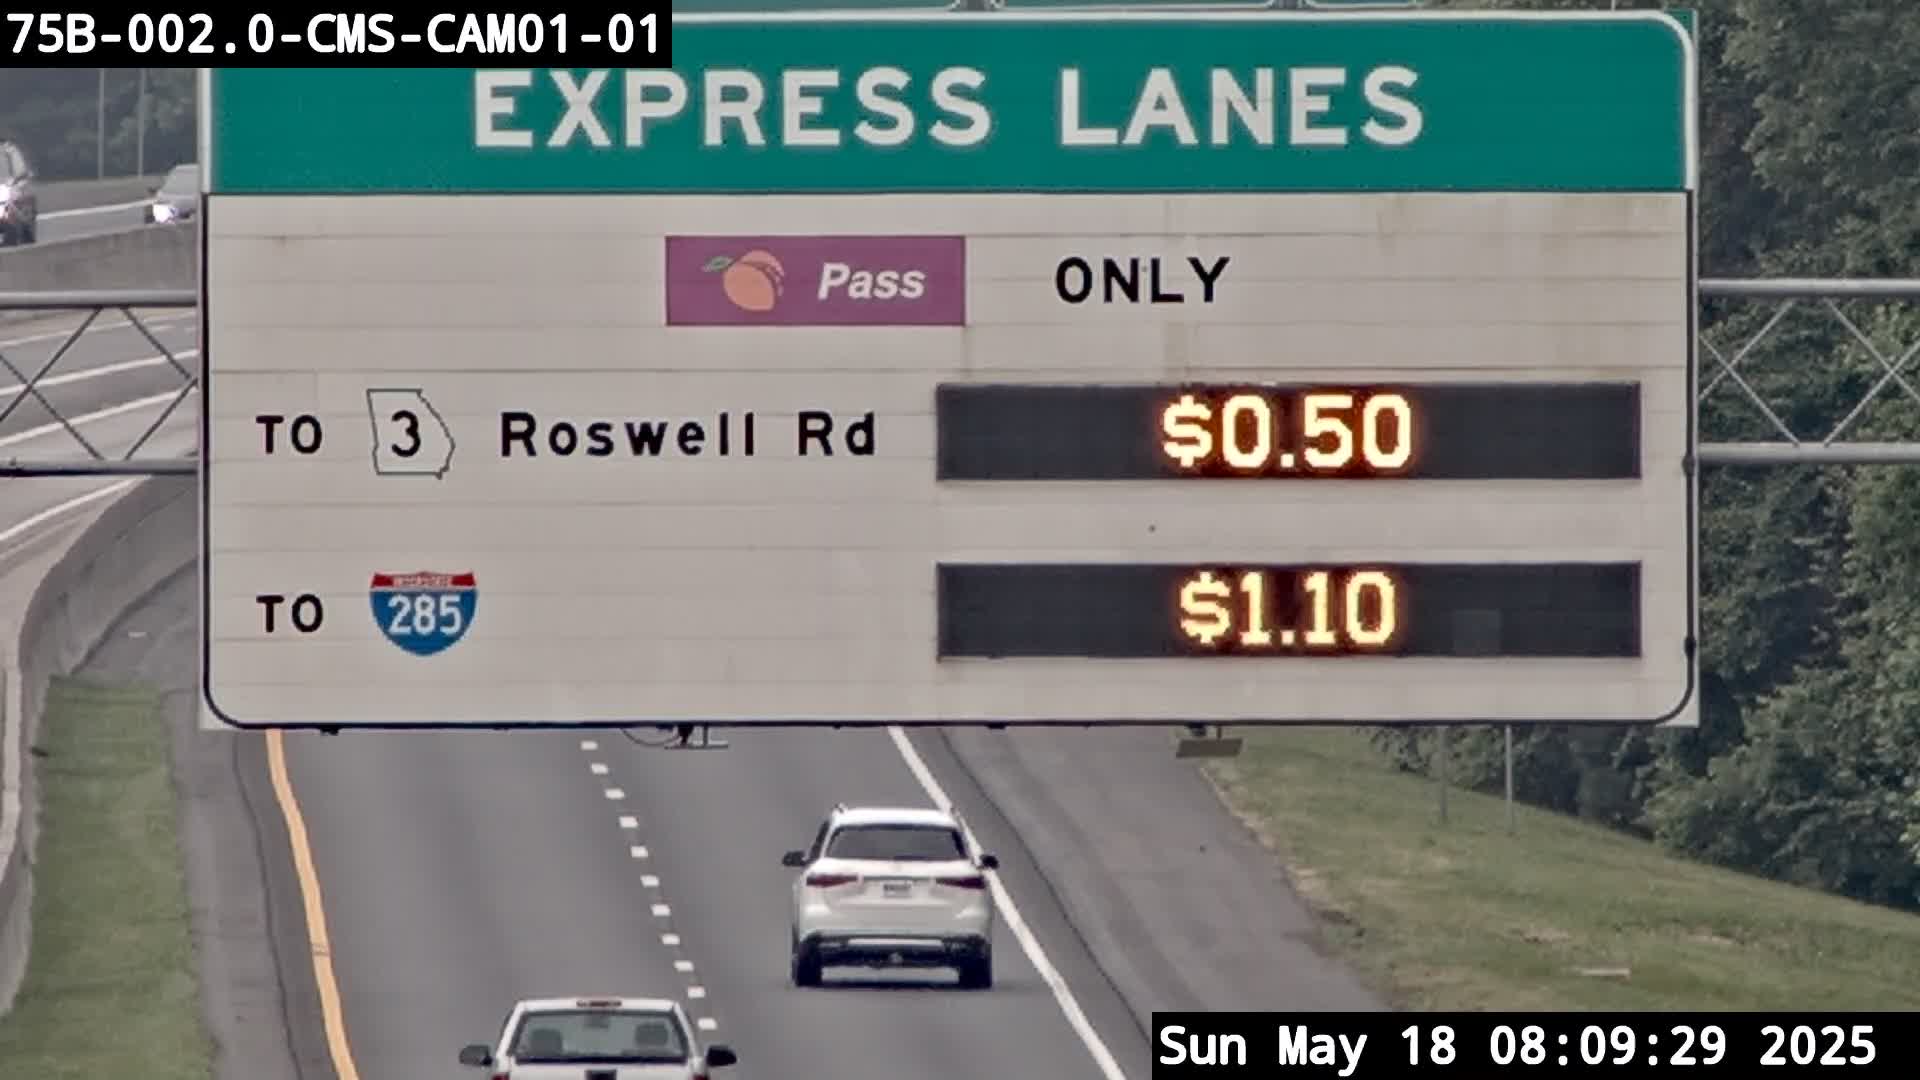 75B-002.0-CMS-CAM01-01
EXPRESS LANES
Pass ONLY
TO 3 Roswell Rd $0.50
INTERSTATE
TO 285 $1.10
Sun May 18 08:09:29 2025